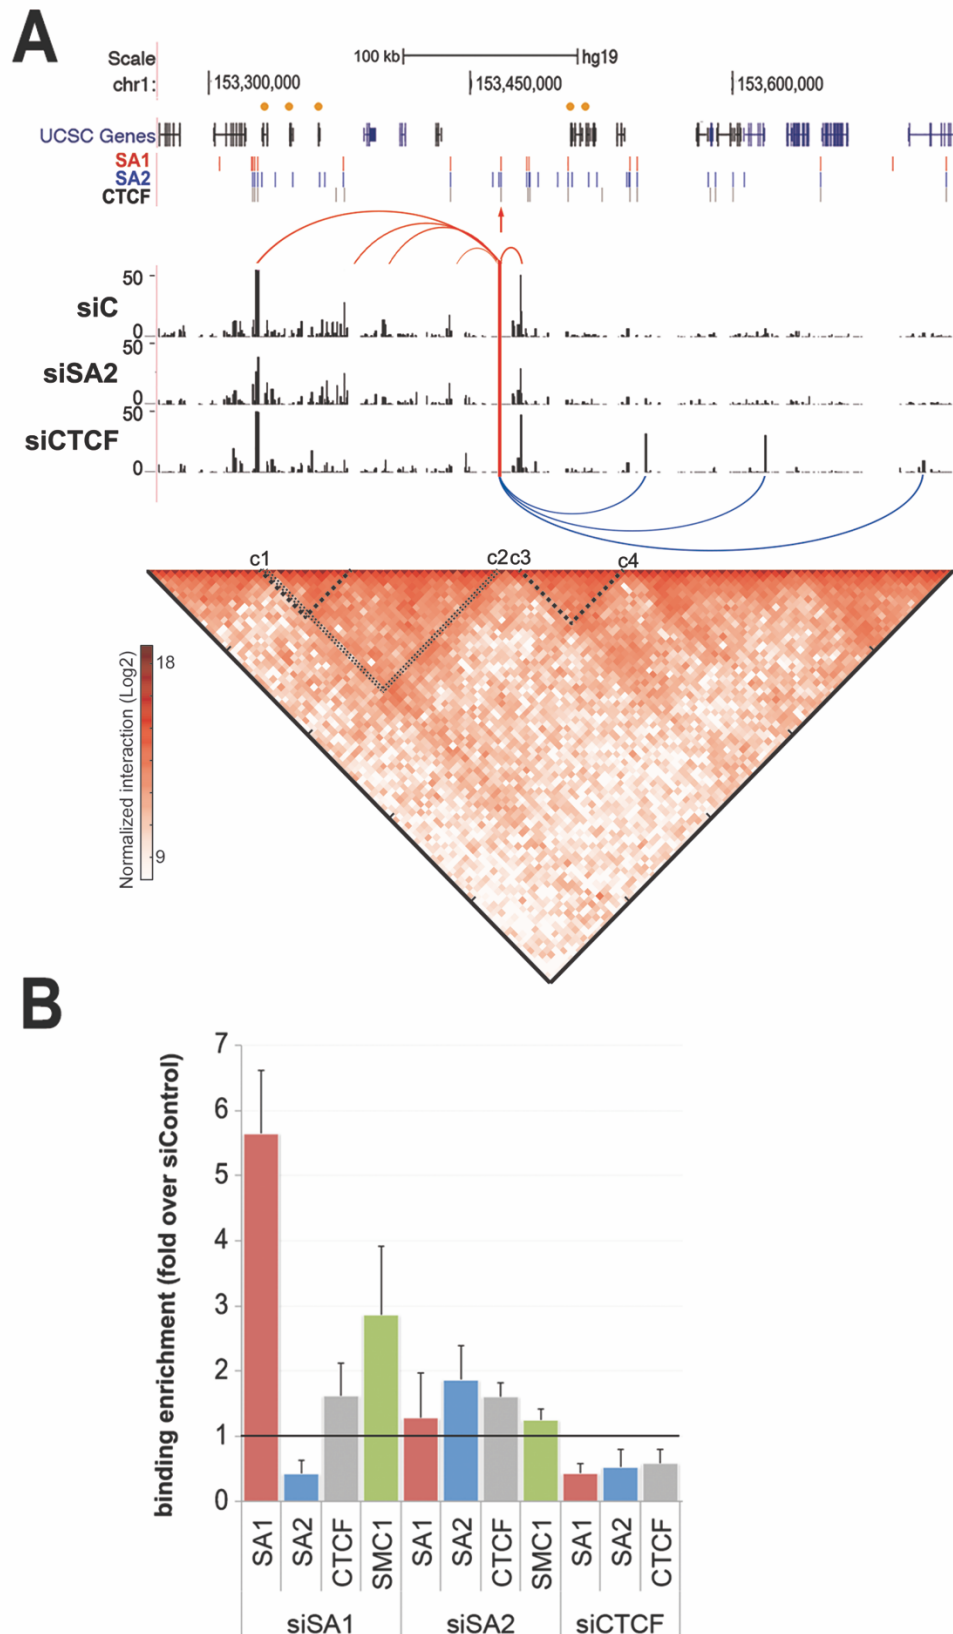 A
Scale 100 kb hg19
chr1: 153,300,000 153,450,000 153,600,000
UCSC Genes
SA1
SA2
CTCF
50
siC
0
50
siSA2
0
50
siCTCF
0
c1 c2 c3 c4
Normalized interaction (Log2)
18
9
B
binding enrichment (fold over siControl)
7
6
5
4
3
2
1
0
SA1 SA2 CTCF SMC1 SA1 SA2 CTCF SMC1 SA1 SA2 CTCF
siSA1 siSA2 siCTCF